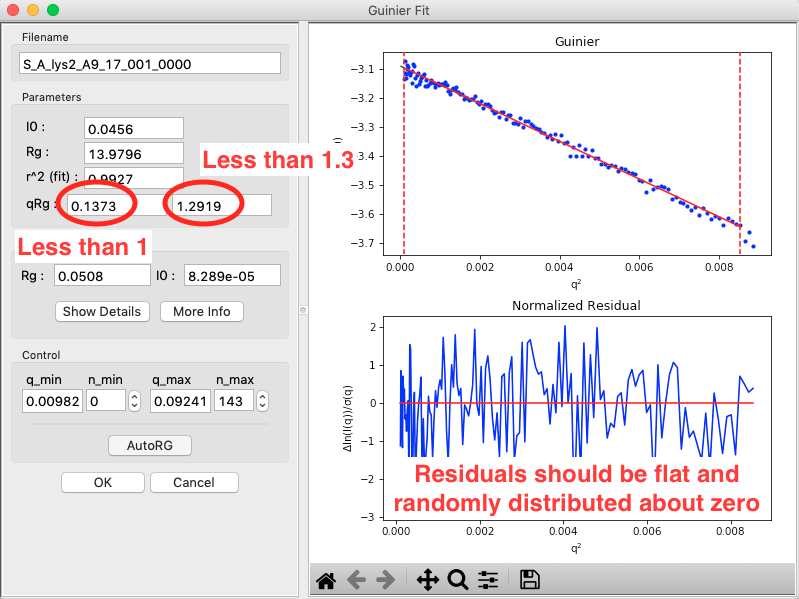 Guinier Fit
Filename
S_A_lys2_A9_17_001_0000
Parameters
I0 :
0.0456
Rg :
13.9796
Less than 1.3
r^2 (fit) :
0.9927
qRg :
0.1373
1.2919
Less than 1
Rg :
0.0508
I0 :
8.289e-05
Show Details
More Info
Control
q_min
n_min
q_max
n_max
0.00982
0
0.09241
143
AutoRG
OK
Cancel
Guinier
−3.1
−3.2
−3.3
−3.4
−3.5
−3.6
−3.7
0.000
0.002
0.004
0.006
0.008
q²
Normalized Residual
Δln(I(q))/σ(q)
2
1
0
−1
−2
−3
Residuals should be flat and
randomly distributed about zero
0.000
0.002
0.004
0.006
0.008
q²